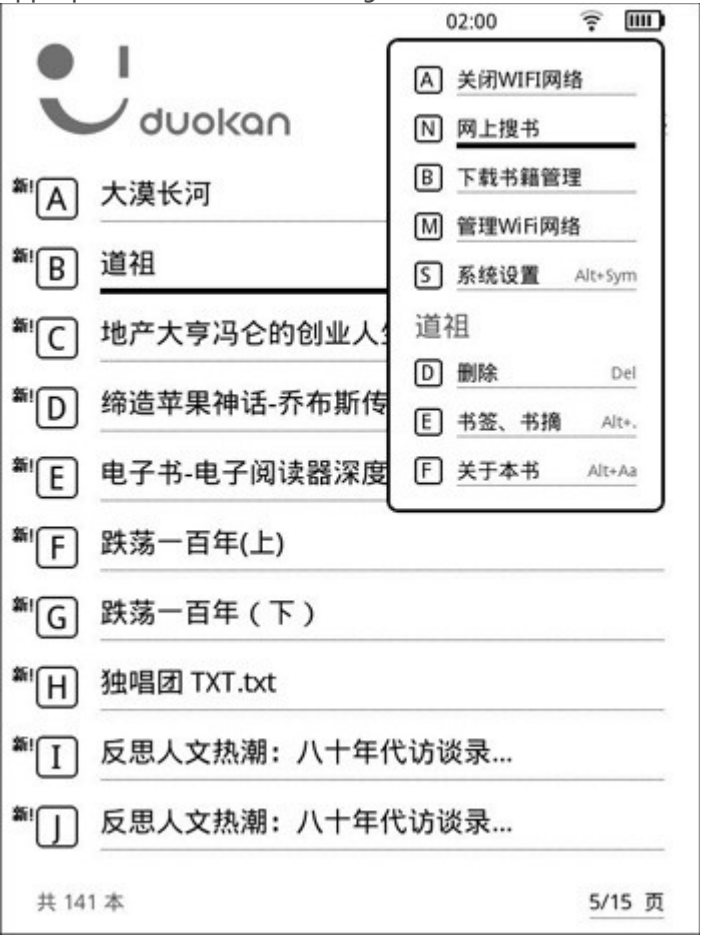 02:00
duokan
A 关闭WIFI网络
N 网上搜书
B 下载书籍管理
M 管理WiFi网络
S 系统设置 Alt+Sym
道祖
D 删除 Del
E 书签、书摘 Alt+.
F 关于本书 Alt+Aa
新! A 大漠长河
新! B 道祖
新! C 地产大亨冯仑的创业人
新! D 缔造苹果神话-乔布斯传
新! E 电子书-电子阅读器深度
新! F 跌荡一百年(上)
新! G 跌荡一百年（下）
新! H 独唱团 TXT.txt
新! I 反思人文热潮：八十年代访谈录...
新! J 反思人文热潮：八十年代访谈录...
共 141 本
5/15 页